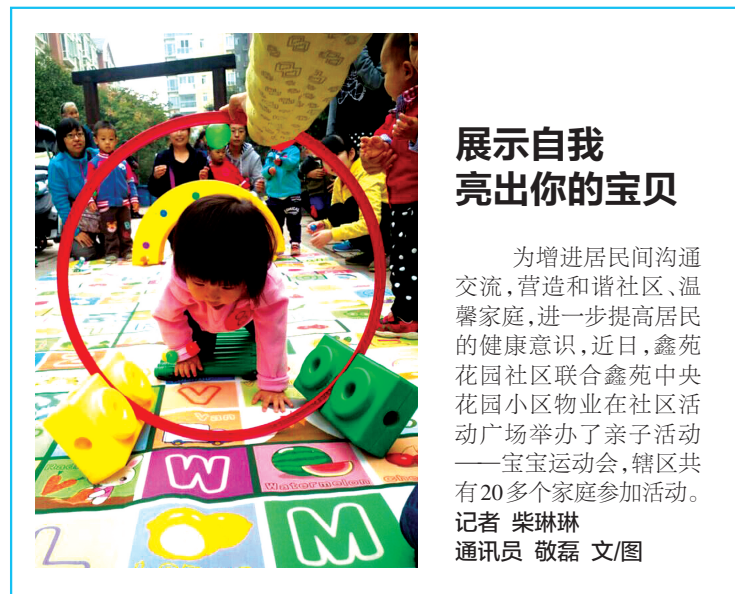 展示自我
亮出你的宝贝
为增进居民间沟通
交流,营造和谐社区、温
馨家庭,进一步提高居民
的健康意识,近日,鑫苑
花园社区联合鑫苑中央
花园小区物业在社区活
动广场举办了亲子活动
——宝宝运动会,辖区共
有20多个家庭参加活动。
记者 柴琳琳
通讯员 敬磊 文/图
V
Van
W
Watermelon
M